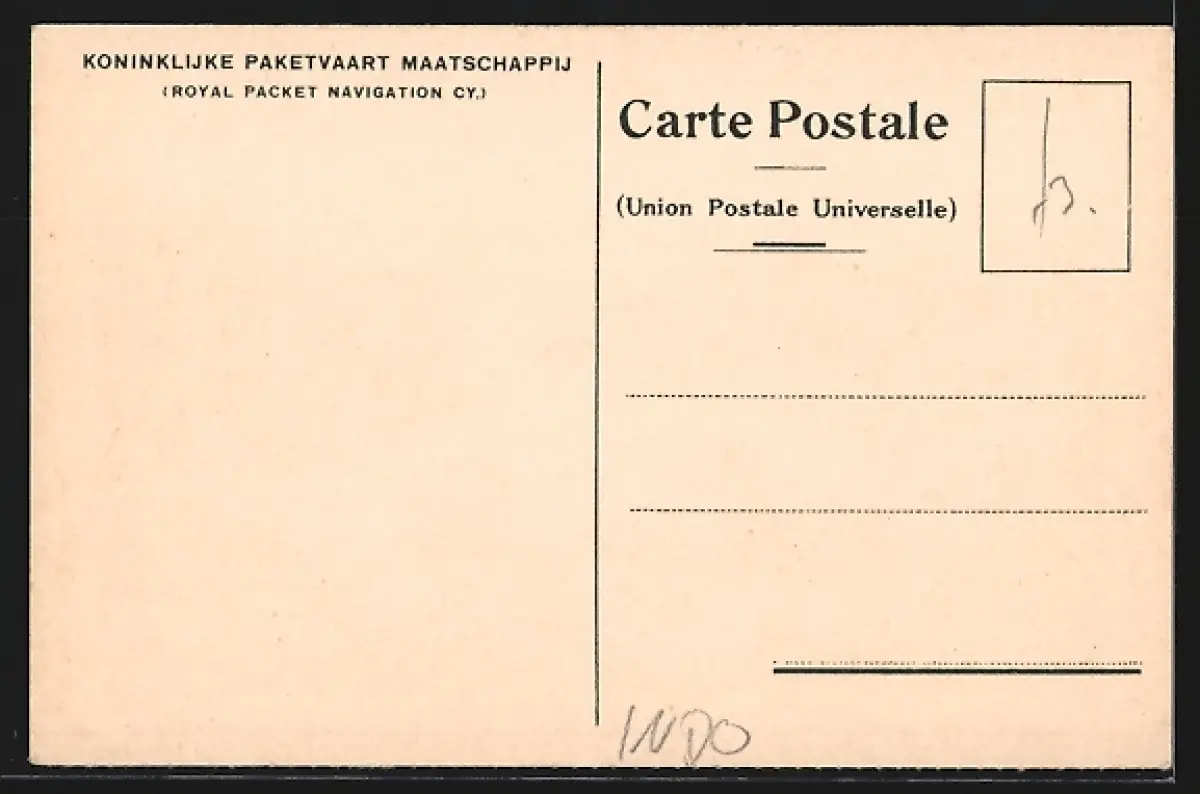 KONINKLIJKE PAKETVAART MAATSCHAPPIJ
(ROYAL PACKET NAVIGATION CY.)
Carte Postale
(Union Postale Universelle)
INDO